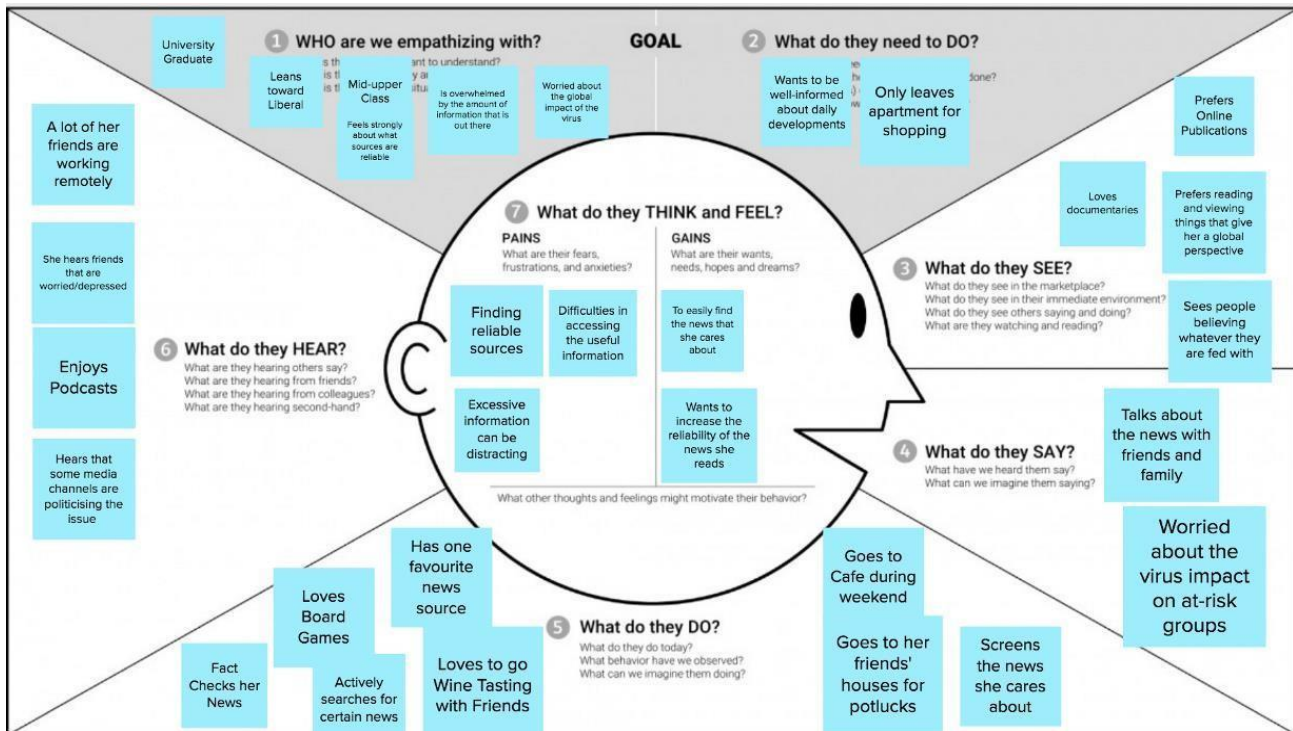 University
Graduate
1 WHO are we empathizing with?
Leans
toward
Liberal
Mid-upper
Class
Feels strongly
about what
sources are
reliable
Is overwhelmed
by the amount of
information that is
out there
Worried about
the global
impact of the
virus
GOAL
2 What do they need to DO?
Wants to be
well-informed
about daily
developments
Only leaves
apartment for
shopping
done?
Prefers
Online
Publications
Loves
documentaries
Prefers reading
and viewing
things that give
her a global
perspective
3 What do they SEE?
What do they see in the marketplace?
What do they see in their immediate environment?
What do they see others saying and doing?
What are they watching and reading?
Sees people
believing
whatever they
are fed with
4 What do they SAY?
What have we heard them say?
What can we imagine them saying?
Talks about
the news with
friends and
family
Worried
about the
virus impact
on at-risk
groups
5 What do they DO?
What do they do today?
What behavior have we observed?
What can we imagine them doing?
Has one
favourite
news
source
Loves
Board
Games
Fact
Checks her
News
Actively
searches for
certain news
Loves to go
Wine Tasting
with Friends
Goes to
Cafe during
weekend
Goes to her
friends'
houses for
potlucks
Screens
the news
she cares
about
A lot of her
friends are
working
remotely
She hears friends
that are
worried/depressed
Enjoys
Podcasts
Hears that
some media
channels are
politicising the
issue
6 What do they HEAR?
What are they hearing others say?
What are they hearing from friends?
What are they hearing from colleagues?
What are they hearing second-hand?
7 What do they THINK and FEEL?
PAINS
What are their fears,
frustrations, and anxieties?
Finding
reliable
sources
Difficulties in
accessing
the useful
information
Excessive
information
can be
distracting
GAINS
What are their wants,
needs, hopes and dreams?
To easily find
the news that
she cares
about
Wants to
increase the
reliability of the
news she
reads
What other thoughts and feelings might motivate their behavior?